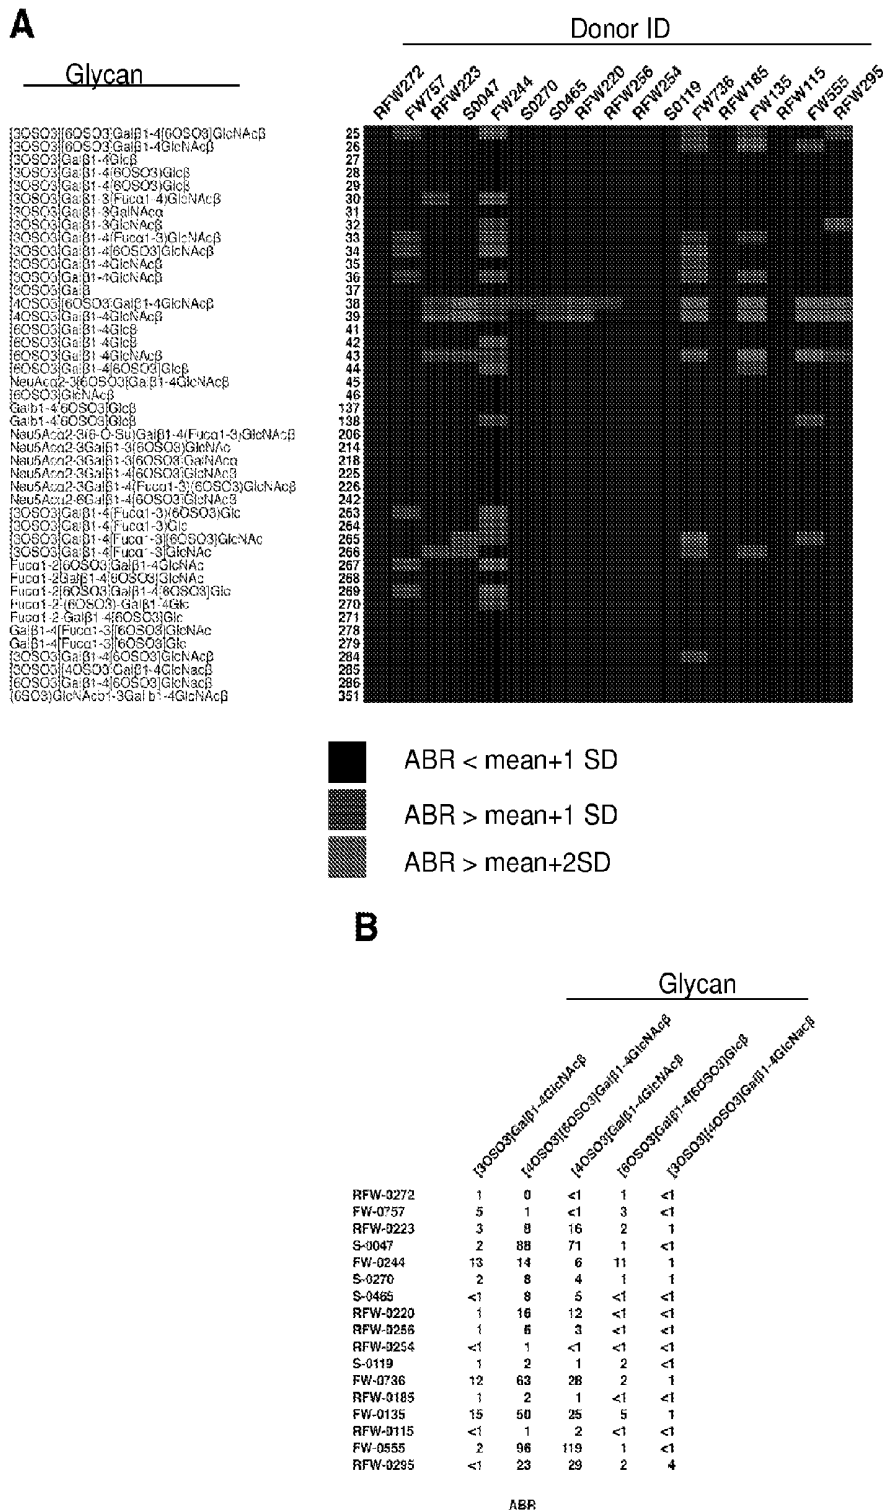 A
Donor ID
Glycan
RFW272 FW757 RFW223 S0047 FW244 S0270 S0465 RFW220 RFW256 RFW254 S0119 FW736 RFW185 FW135 RFW115 FW555 RFW295
[3OSO3][6OSO3]Galβ1-4[6OSO3]GlcNAcβ 25
[3OSO3][6OSO3]Galβ1-4GlcNAcβ 26
[3OSO3]Galβ1-4Glcβ 27
[3OSO3]Galβ1-4(6OSO3)Glcβ 28
[3OSO3]Galβ1-4(6OSO3)Glcβ 29
[3OSO3]Galβ1-3(Fucα1-4)GlcNAcβ 30
[3OSO3]Galβ1-3GalNAcα 31
[3OSO3]Galβ1-3GlcNAcβ 32
[3OSO3]Galβ1-4(Fucα1-3)GlcNAcβ 33
[3OSO3]Galβ1-4[6OSO3]GlcNAcβ 34
[3OSO3]Galβ1-4GlcNAcβ 35
[3OSO3]Galβ1-4GlcNAcβ 36
[3OSO3]Galβ 37
[4OSO3][6OSO3]Galβ1-4GlcNAcβ 38
[4OSO3]Galβ1-4GlcNAcβ 39
[6OSO3]Galβ1-4Glcβ 41
[6OSO3]Galβ1-4Glcβ 42
[6OSO3]Galβ1-4GlcNAcβ 43
[6OSO3]Galβ1-4[6OSO3]Glcβ 44
NeuAcα2-3[6OSO3]Galβ1-4GlcNAcβ 45
[6OSO3]GlcNAcβ 46
Galb1-4[6OSO3]Glcβ 137
Galb1-4[6OSO3]Glcβ 138
Neu5Acα2-3(6-O-Su)Galβ1-4(Fucα1-3)GlcNAcβ 206
Neu5Acα2-3Galβ1-3(6OSO3)GlcNAc 214
Neu5Acα2-3Galβ1-3[6OSO3]GalNAcα 218
Neu5Acα2-3Galβ1-4[6OSO3]GlcNAcβ 225
Neu5Acα2-3Galβ1-4(Fucα1-3)(6OSO3)GlcNAcβ 226
Neu5Acα2-6Galβ1-4[6OSO3]GlcNAcβ 242
[3OSO3]Galβ1-4(Fucα1-3)(6OSO3)Glc 263
[3OSO3]Galβ1-4(Fucα1-3)Glc 264
[3OSO3]Galβ1-4[Fucα1-3][6OSO3]GlcNAc 265
[3OSO3]Galβ1-4[Fucα1-3]GlcNAc 266
Fucα1-2[6OSO3]Galβ1-4GlcNAc 267
Fucα1-2Galβ1-4[6OSO3]GlcNAc 268
Fucα1-2[6OSO3]Galβ1-4[6OSO3]Glc 269
Fucα1-2-(6OSO3)-Galβ1-4Glc 270
Fucα1-2-Galβ1-4[6OSO3]Glc 271
Galβ1-4[Fucα1-3][6OSO3]GlcNAc 278
Galβ1-4[Fucα1-3][6OSO3]Glc 279
[3OSO3]Galβ1-4[6OSO3]GlcNAcβ 284
[3OSO3][4OSO3]Galβ1-4GlcNacβ 285
[6OSO3]Galβ1-4[6OSO3]GlcNacβ 286
(6SO3)GlcNAcb1-3Gal b1-4GlcNAcβ 351
ABR < mean+1 SD
ABR > mean+1 SD
ABR > mean+2SD
B
Glycan
[3OSO3]Galβ1-4GlcNAcβ [4OSO3][6OSO3]Galβ1-4GlcNAcβ [4OSO3]Galβ1-4GlcNAcβ [6OSO3]Galβ1-4[6OSO3]Glcβ [3OSO3][4OSO3]Galβ1-4GlcNacβ
RFW-0272 1 0 <1 1 <1
FW-0757 5 1 <1 3 <1
RFW-0223 3 8 16 2 1
S-0047 2 88 71 1 <1
FW-0244 13 14 6 11 1
S-0270 2 8 4 1 1
S-0465 <1 8 5 <1 <1
RFW-0220 1 16 12 <1 <1
RFW-0256 1 6 3 <1 <1
RFW-0254 <1 1 <1 <1 <1
S-0119 1 2 1 2 <1
FW-0736 12 63 28 2 1
RFW-0185 1 2 1 <1 <1
FW-0135 15 50 25 5 1
RFW-0115 <1 1 2 <1 <1
FW-0555 2 96 119 1 <1
RFW-0295 <1 23 29 2 4
ABR